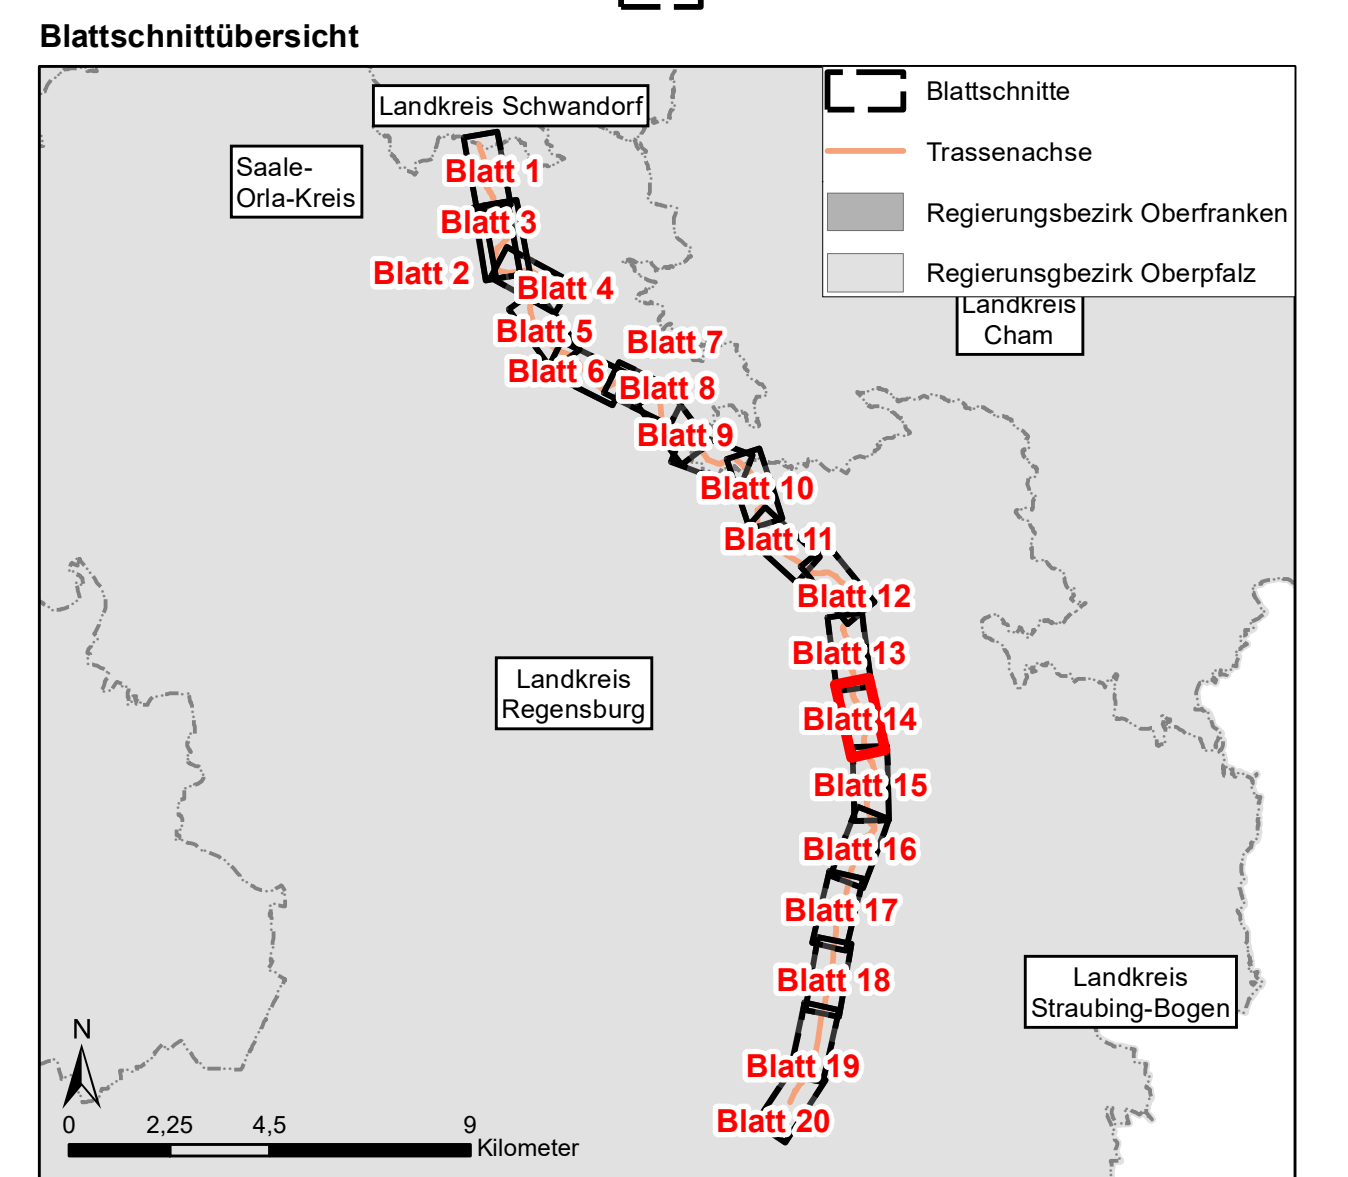 Blattschnittübersicht
Blattschnitte
Trassenachse
Regierungsbezirk Oberfranken
Regierunsgbezirk Oberpfalz
Landkreis Schwandorf
Saale-
Orla-Kreis
Landkreis
Cham
Blatt 1
Blatt 3
Blatt 2
Blatt 4
Blatt 5
Blatt 7
Blatt 6
Blatt 8
Blatt 9
Blatt 10
Blatt 11
Blatt 12
Blatt 13
Landkreis
Regensburg
Blatt 14
Blatt 15
Blatt 16
Blatt 17
Blatt 18
Landkreis
Straubing-Bogen
Blatt 19
Blatt 20
N
0 2,25 4,5 9
Kilometer